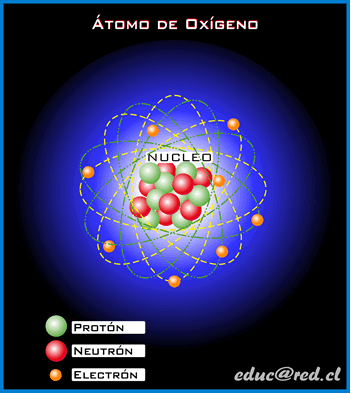 Átomo de Oxígeno
NUCLEO
Protón
Neutrón
Electrón
educ@red.cl